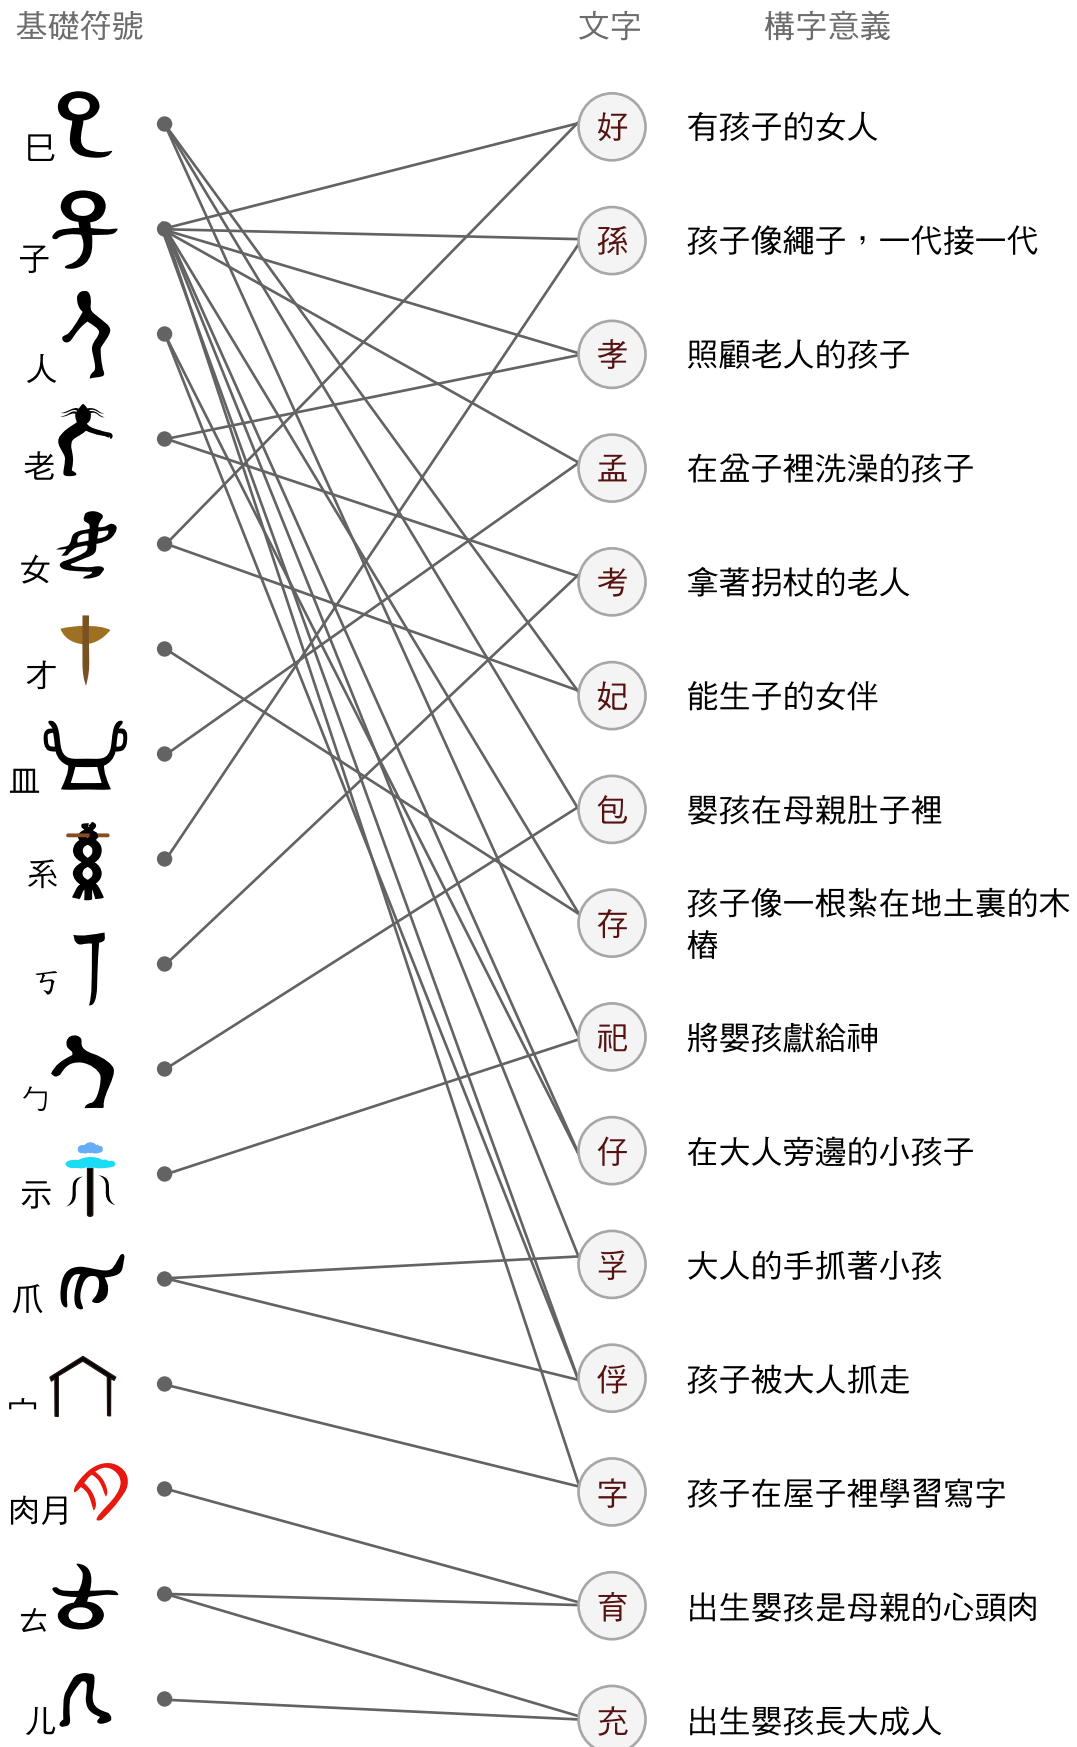 基礎符號 文字 構字意義
巳 好 有孩子的女人
子 孫 孩子像繩子，一代接一代
人 孝 照顧老人的孩子
老 孟 在盆子裡洗澡的孩子
女 考 拿著拐杖的老人
才 妃 能生子的女伴
皿 包 嬰孩在母親肚子裡
系 存 孩子像一根紮在地土裏的木
樁
ㄎ 祀 將嬰孩獻給神
勹 仔 在大人旁邊的小孩子
示 孚 大人的手抓著小孩
爪 俘 孩子被大人抓走
宀 字 孩子在屋子裡學習寫字
肉月 育 出生嬰孩是母親的心頭肉
𠫓 充 出生嬰孩長大成人
儿